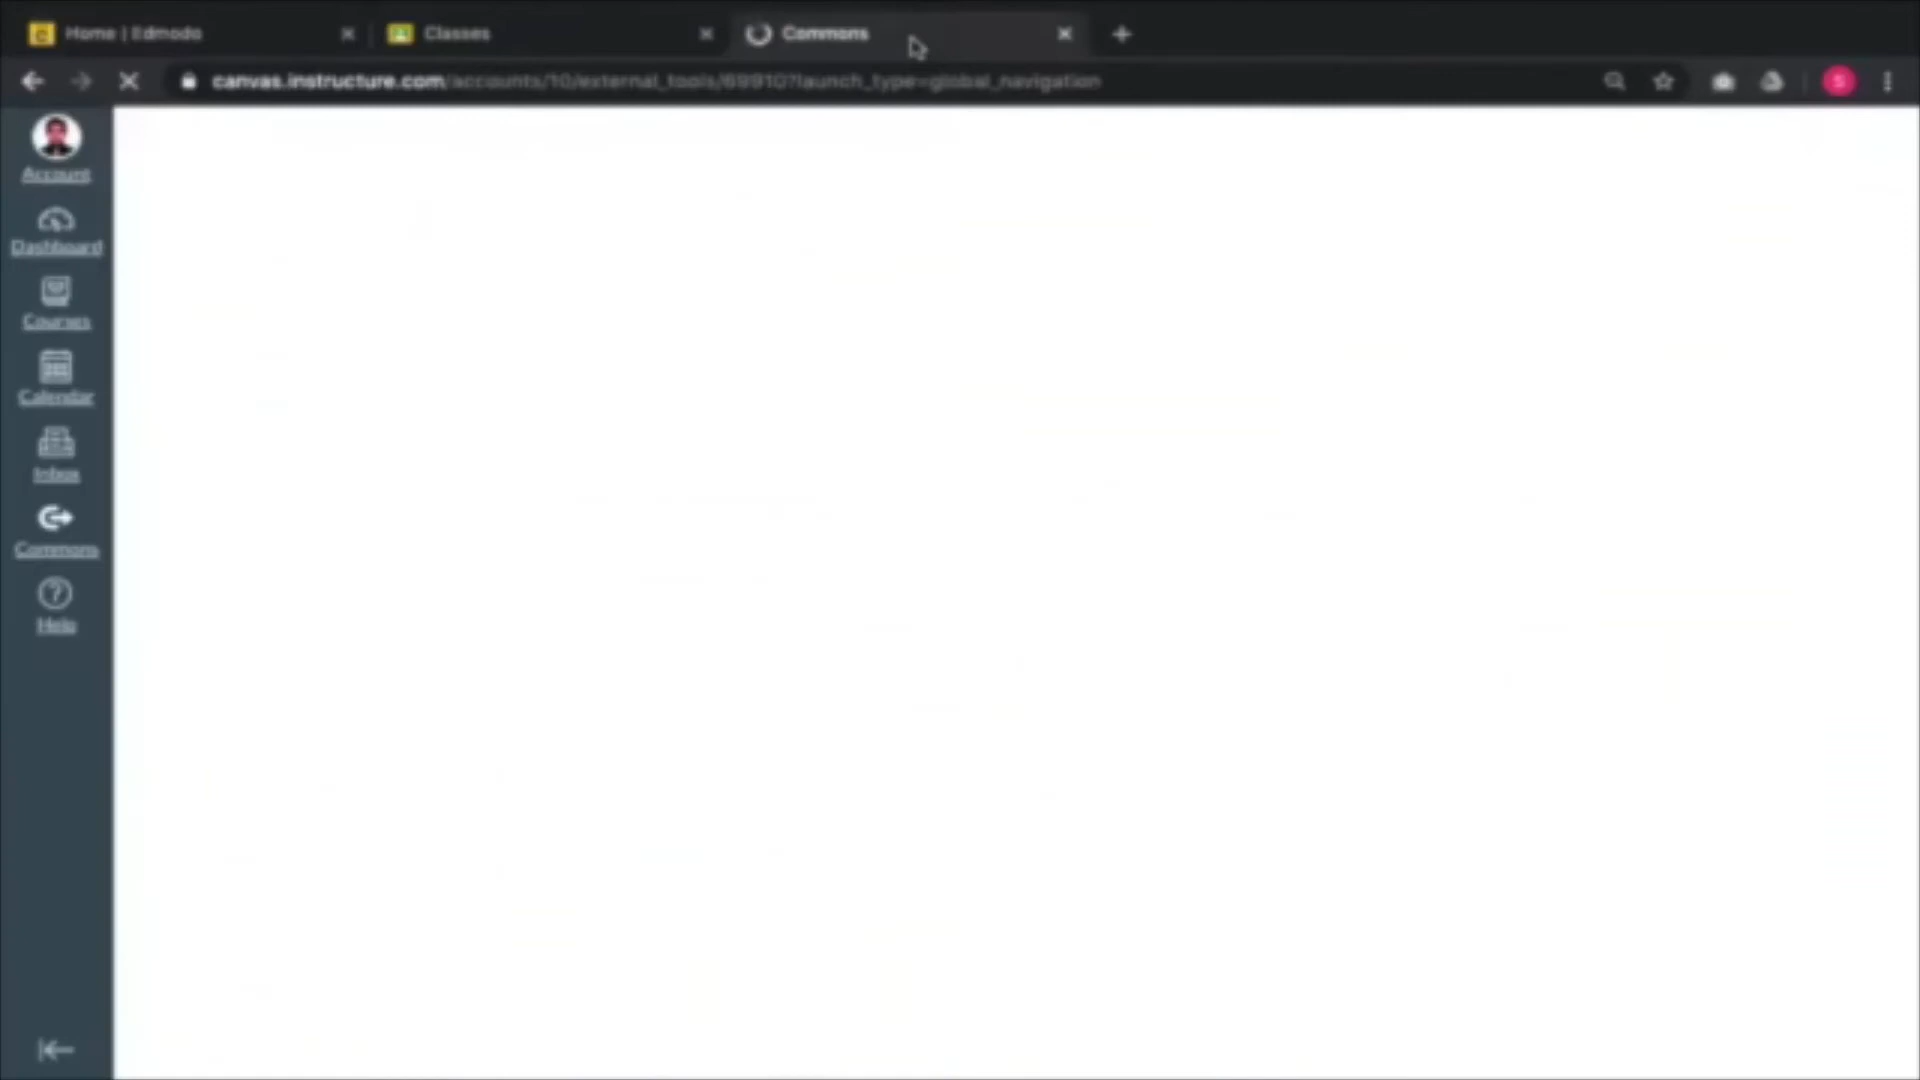 Home | Edmodo
Classes
Commons
canvas.instructure.com/accounts/10/external_tools/69910?launch_type=global_navigation
S
Account
Dashboard
Courses
Calendar
Inbox
Commons
Help